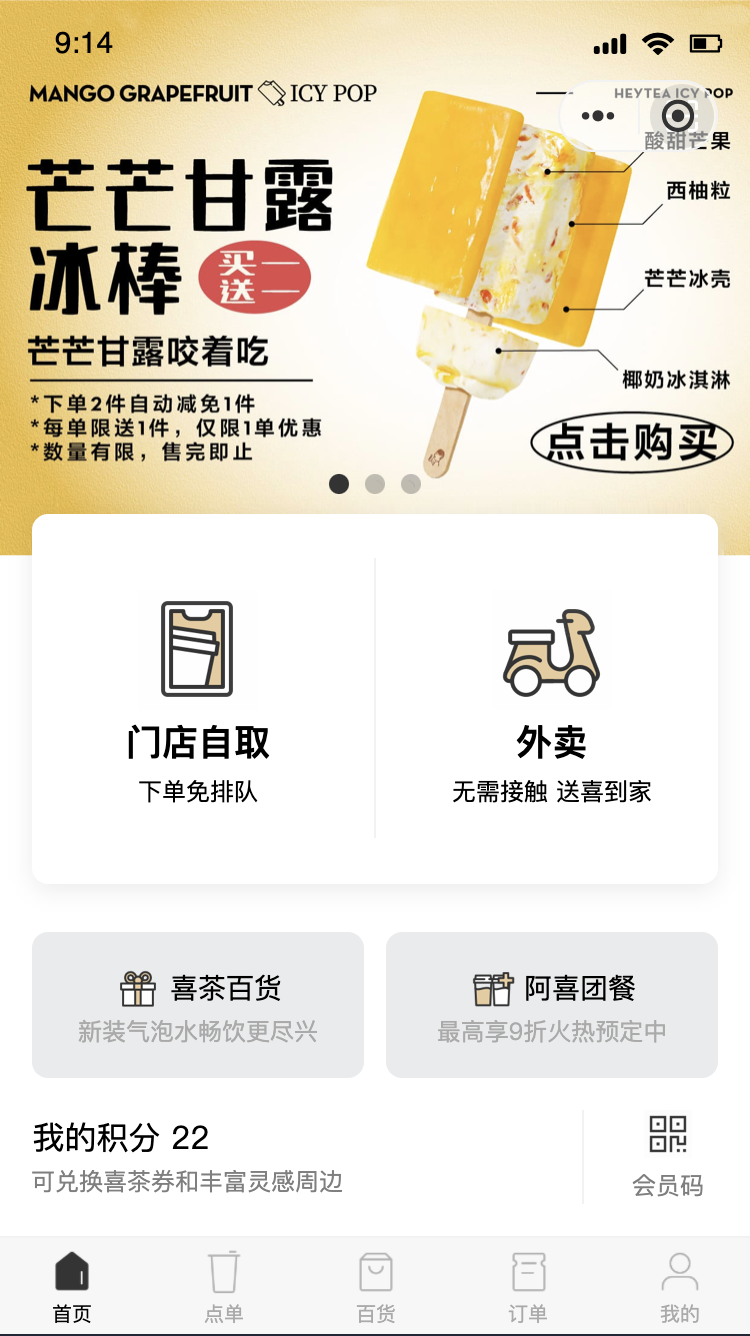 9:14
MANGO GRAPEFRUIT ICY POP
HEYTEA ICY POP
芒芒甘露
冰棒
买一
送一
芒芒甘露咬着吃
*下单2件自动减免1件
*每单限送1件，仅限1单优惠
*数量有限，售完即止
酸甜芒果
西柚粒
芒芒冰壳
椰奶冰淇淋
点击购买
门店自取
下单免排队
外卖
无需接触 送喜到家
喜茶百货
新装气泡水畅饮更尽兴
阿喜团餐
最高享9折火热预定中
我的积分 22
可兑换喜茶券和丰富灵感周边
会员码
首页
点单
百货
订单
我的